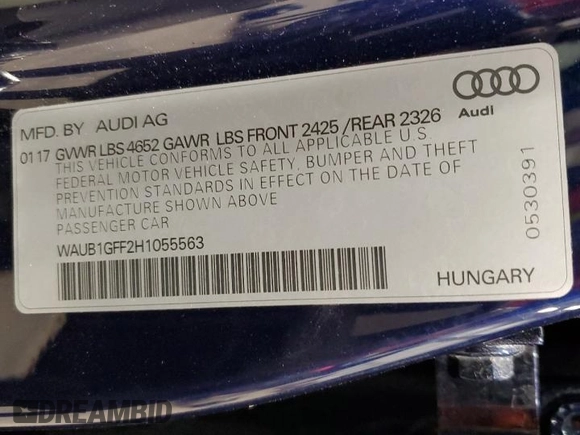 MFD. BY AUDI AG
Audi
01 17 GVWR LBS 4652 GAWR LBS FRONT 2425 / REAR 2326
THIS VEHICLE CONFORMS TO ALL APPLICABLE U.S.
FEDERAL MOTOR VEHICLE SAFETY, BUMPER AND THEFT
PREVENTION STANDARDS IN EFFECT ON THE DATE OF
MANUFACTURE SHOWN ABOVE
PASSENGER CAR
WAUB1GFF2H1055563
HUNGARY
0530391
DREAMBID